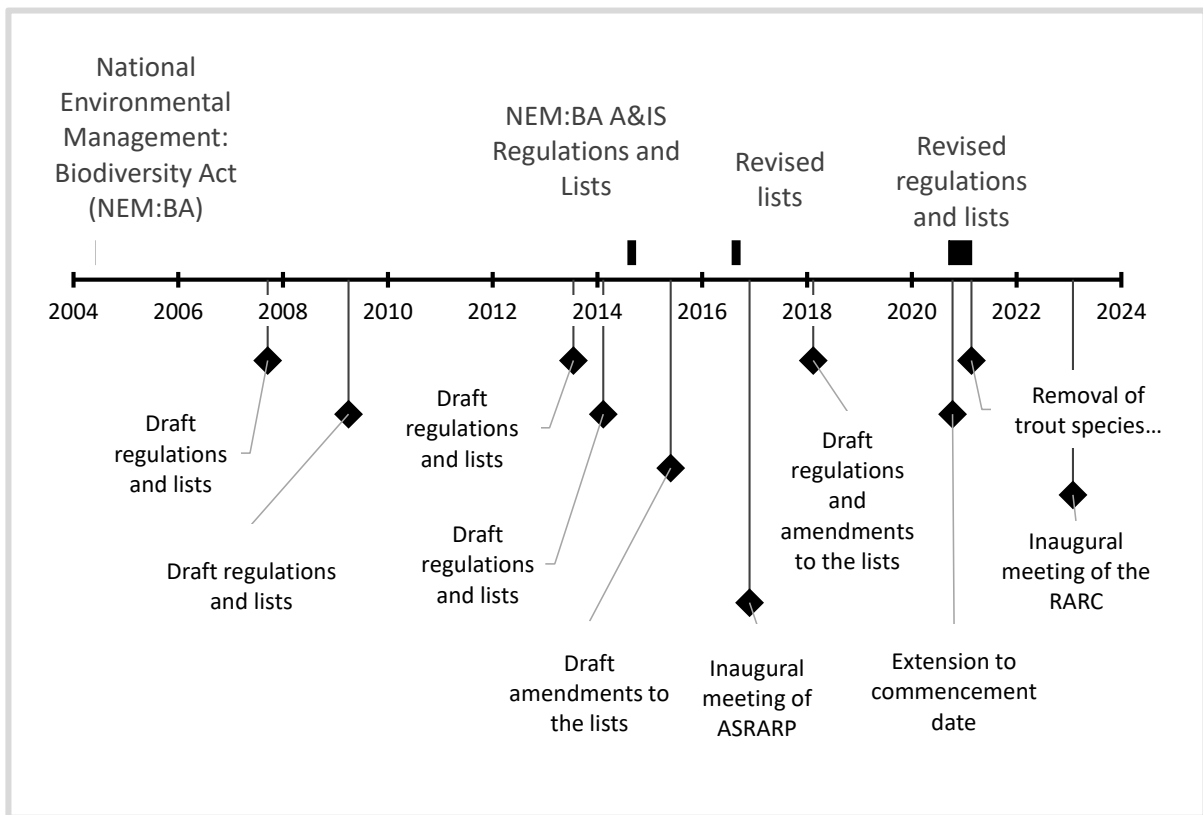 National
Environmental
Management:
Biodiversity Act
(NEM:BA)
NEM:BA A&IS
Regulations and
Lists
Revised
lists
Revised
regulations
and lists
2004
2006
2008
2010
2012
2014
2016
2018
2020
2022
2024
Draft
regulations
and lists
Draft regulations
and lists
Draft
regulations
and lists
Draft
regulations
and lists
Draft
amendments to
the lists
Inaugural
meeting of
ASRARP
Draft
regulations
and
amendments
to the lists
Extension to
commencement
date
Removal of
trout species...
Inaugural
meeting of the
RARC